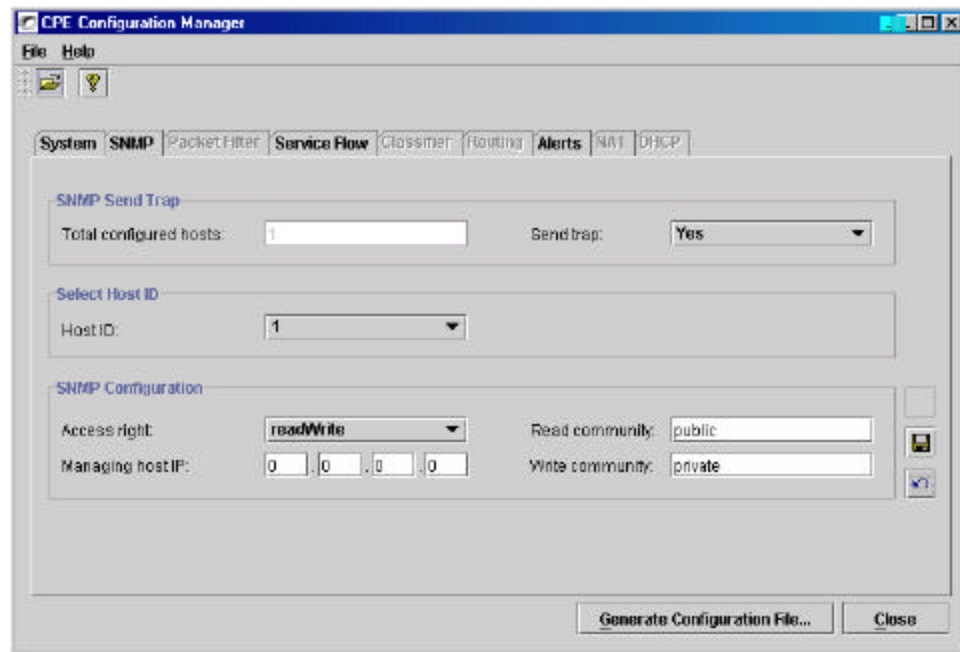 CPE Configuration Manager
File Help
System SNMP Packet Filter Service Flow Classifier Routing Alerts NAT DHCP
SNMP Send Trap
Total configured hosts: 1 Send trap: Yes
Select Host ID
Host ID: 1
SNMP Configuration
Access right: readWrite Read community: public
Managing host IP: 0 . 0 . 0 . 0 Write community: private
Generate Configuration File... Close